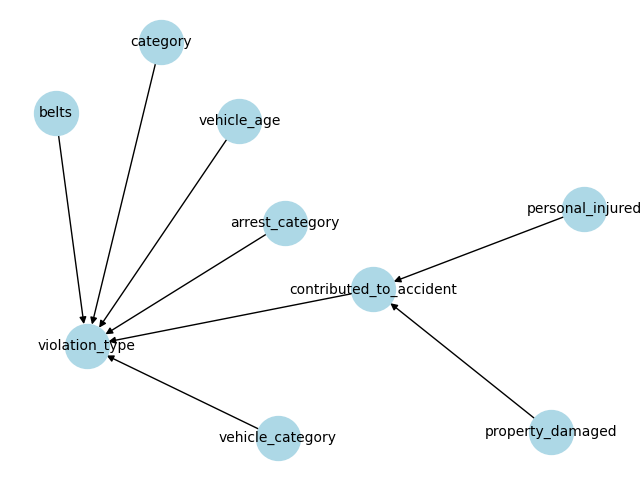 category
belts
vehicle_age
personal_injured
arrest_category
contributed_to_accident
violation_type
property_damaged
vehicle_category